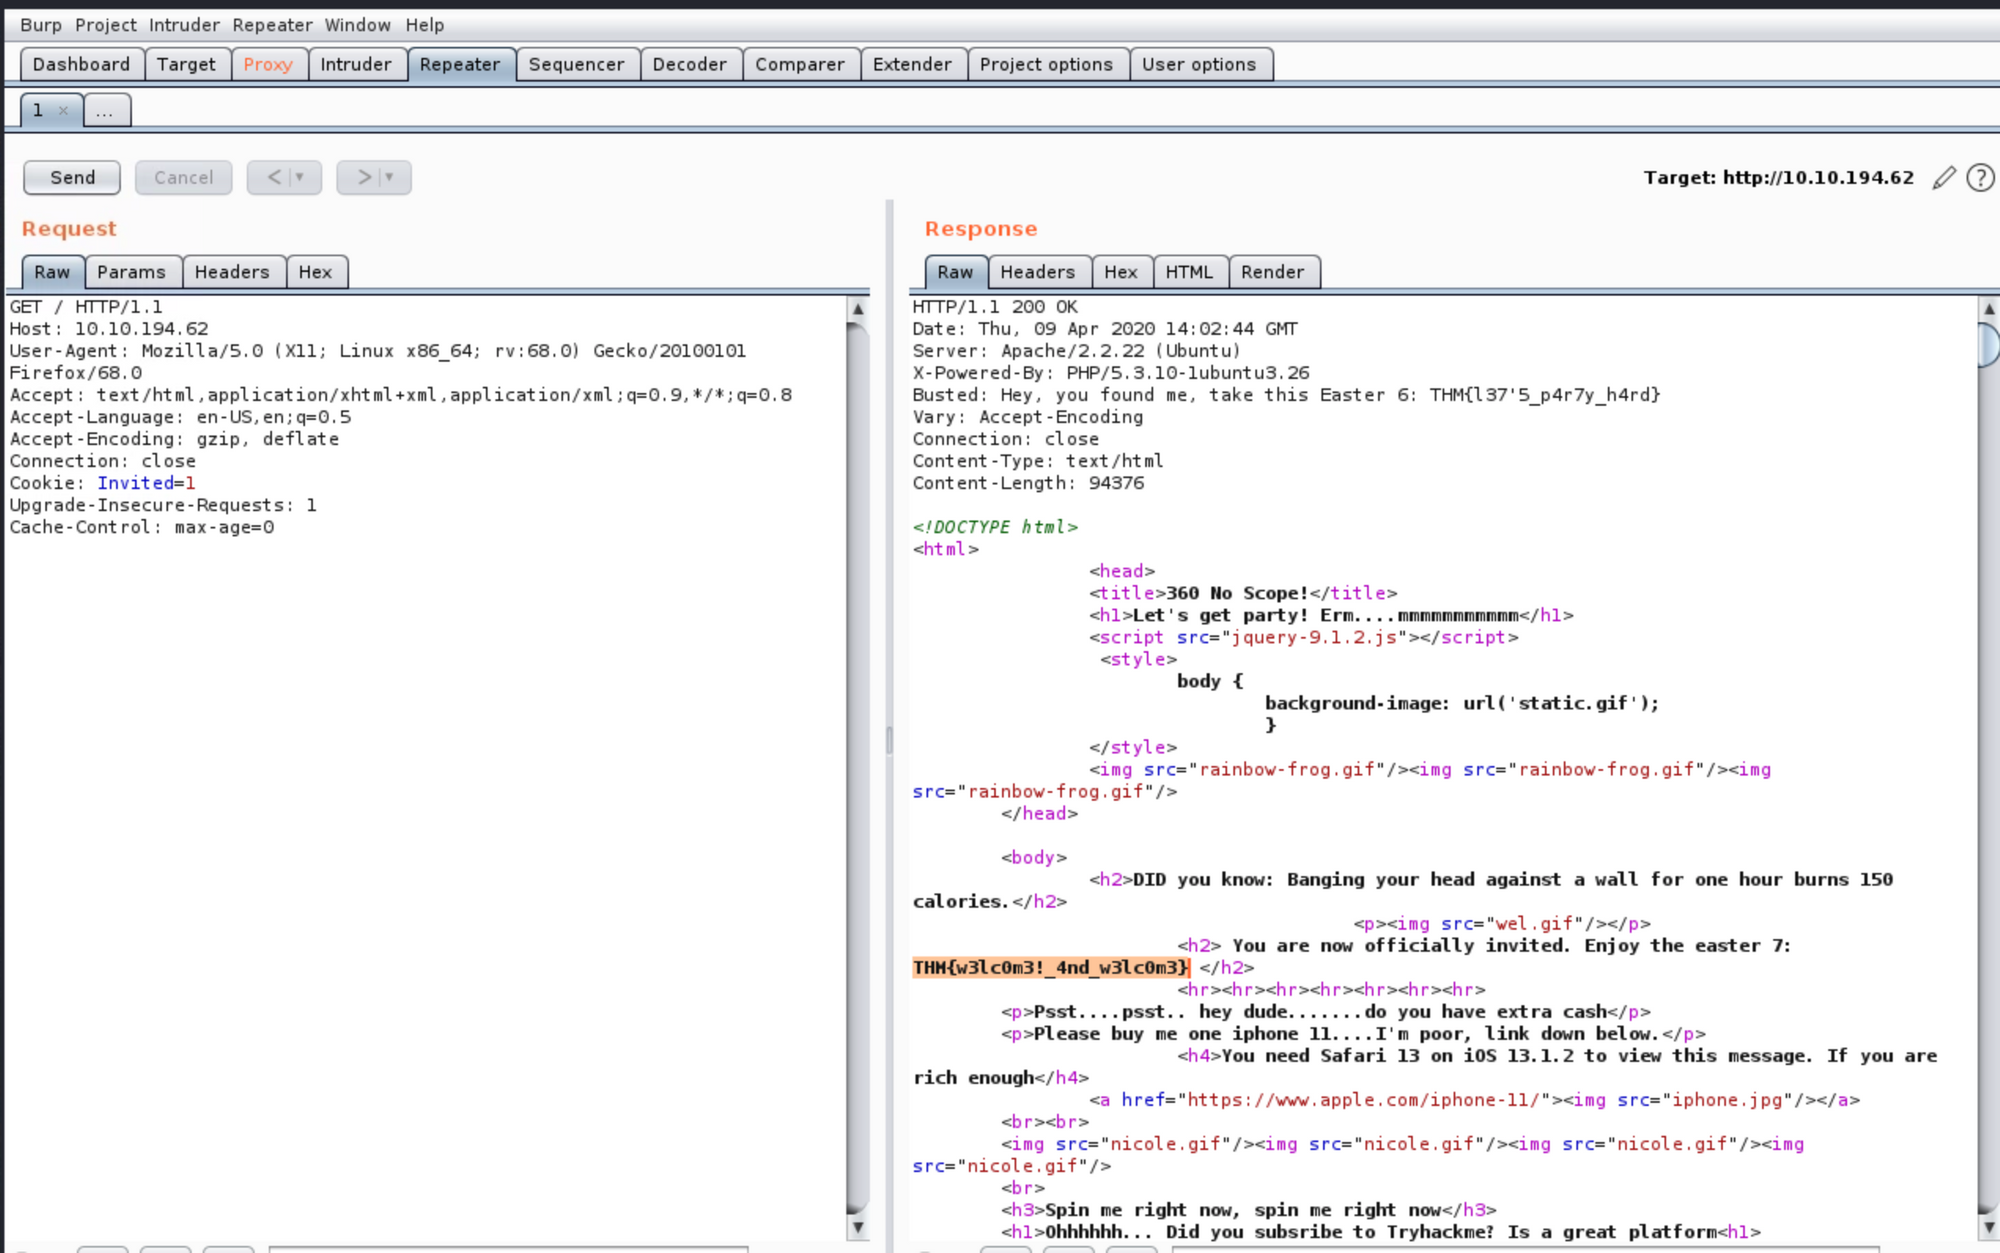 Burp Project Intruder Repeater Window Help
Dashboard Target Proxy Intruder Repeater Sequencer Decoder Comparer Extender Project options User options
1 × ...
Send Cancel < > Target: http://10.10.194.62 ?
Request
Raw Params Headers Hex
GET / HTTP/1.1
Host: 10.10.194.62
User-Agent: Mozilla/5.0 (X11; Linux x86_64; rv:68.0) Gecko/20100101
Firefox/68.0
Accept: text/html,application/xhtml+xml,application/xml;q=0.9,*/*;q=0.8
Accept-Language: en-US,en;q=0.5
Accept-Encoding: gzip, deflate
Connection: close
Cookie: Invited=1
Upgrade-Insecure-Requests: 1
Cache-Control: max-age=0
Response
Raw Headers Hex HTML Render
HTTP/1.1 200 OK
Date: Thu, 09 Apr 2020 14:02:44 GMT
Server: Apache/2.2.22 (Ubuntu)
X-Powered-By: PHP/5.3.10-1ubuntu3.26
Busted: Hey, you found me, take this Easter 6: THM{l37'5_p4r7y_h4rd}
Vary: Accept-Encoding
Connection: close
Content-Type: text/html
Content-Length: 94376
<!DOCTYPE html>
<html>
<head>
<title>360 No Scope!</title>
<h1>Let's get party! Erm....mmmmmmmmmmm</h1>
<script src="jquery-9.1.2.js"></script>
<style>
body {
background-image: url('static.gif');
}
</style>
<img src="rainbow-frog.gif"/><img src="rainbow-frog.gif"/><img
src="rainbow-frog.gif"/>
</head>
<body>
<h2>DID you know: Banging your head against a wall for one hour burns 150
calories.</h2>
<p><img src="wel.gif"/></p>
<h2> You are now officially invited. Enjoy the easter 7:
THM{w3lc0m3!_4nd_w3lc0m3} </h2>
<hr><hr><hr><hr><hr><hr><hr>
<p>Psst....psst.. hey dude.......do you have extra cash</p>
<p>Please buy me one iphone 11....I'm poor, link down below.</p>
<h4>You need Safari 13 on iOS 13.1.2 to view this message. If you are
rich enough</h4>
<a href="https://www.apple.com/iphone-11/"><img src="iphone.jpg"/></a>
<br><br>
<img src="nicole.gif"/><img src="nicole.gif"/><img src="nicole.gif"/><img
src="nicole.gif"/>
<br>
<h3>Spin me right now, spin me right now</h3>
<h1>Ohhhhhh... Did you subsribe to Tryhackme? Is a great platform<h1>